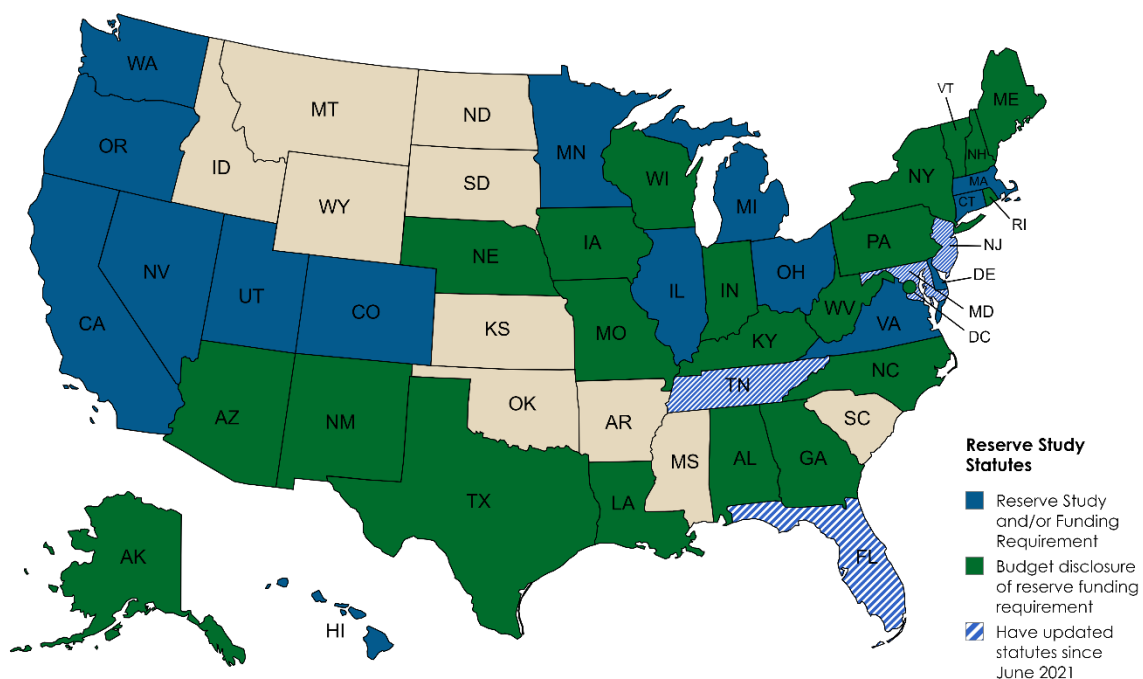 WA
MT
ND
MN
VT
ME
OR
ID
SD
WI
NH
NY
MA
WY
MI
CT
RI
NE
IA
PA
NJ
NV
UT
CO
IL
IN
OH
DE
CA
KS
MO
WV
VA
MD
KY
DC
AZ
NM
OK
TN
NC
AR
SC
MS
AL
GA
TX
LA
AK
FL
HI
Reserve Study
Statutes
Reserve Study
and/or Funding
Requirement
Budget disclosure
of reserve funding
requirement
Have updated
statutes since
June 2021